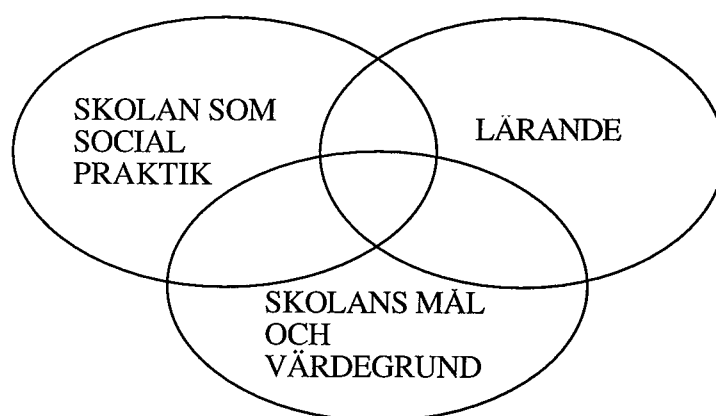 SKOLAN SOM
SOCIAL
PRAKTIK
LÄRANDE
SKOLANS MÅL
OCH
VÄRDEGRUND